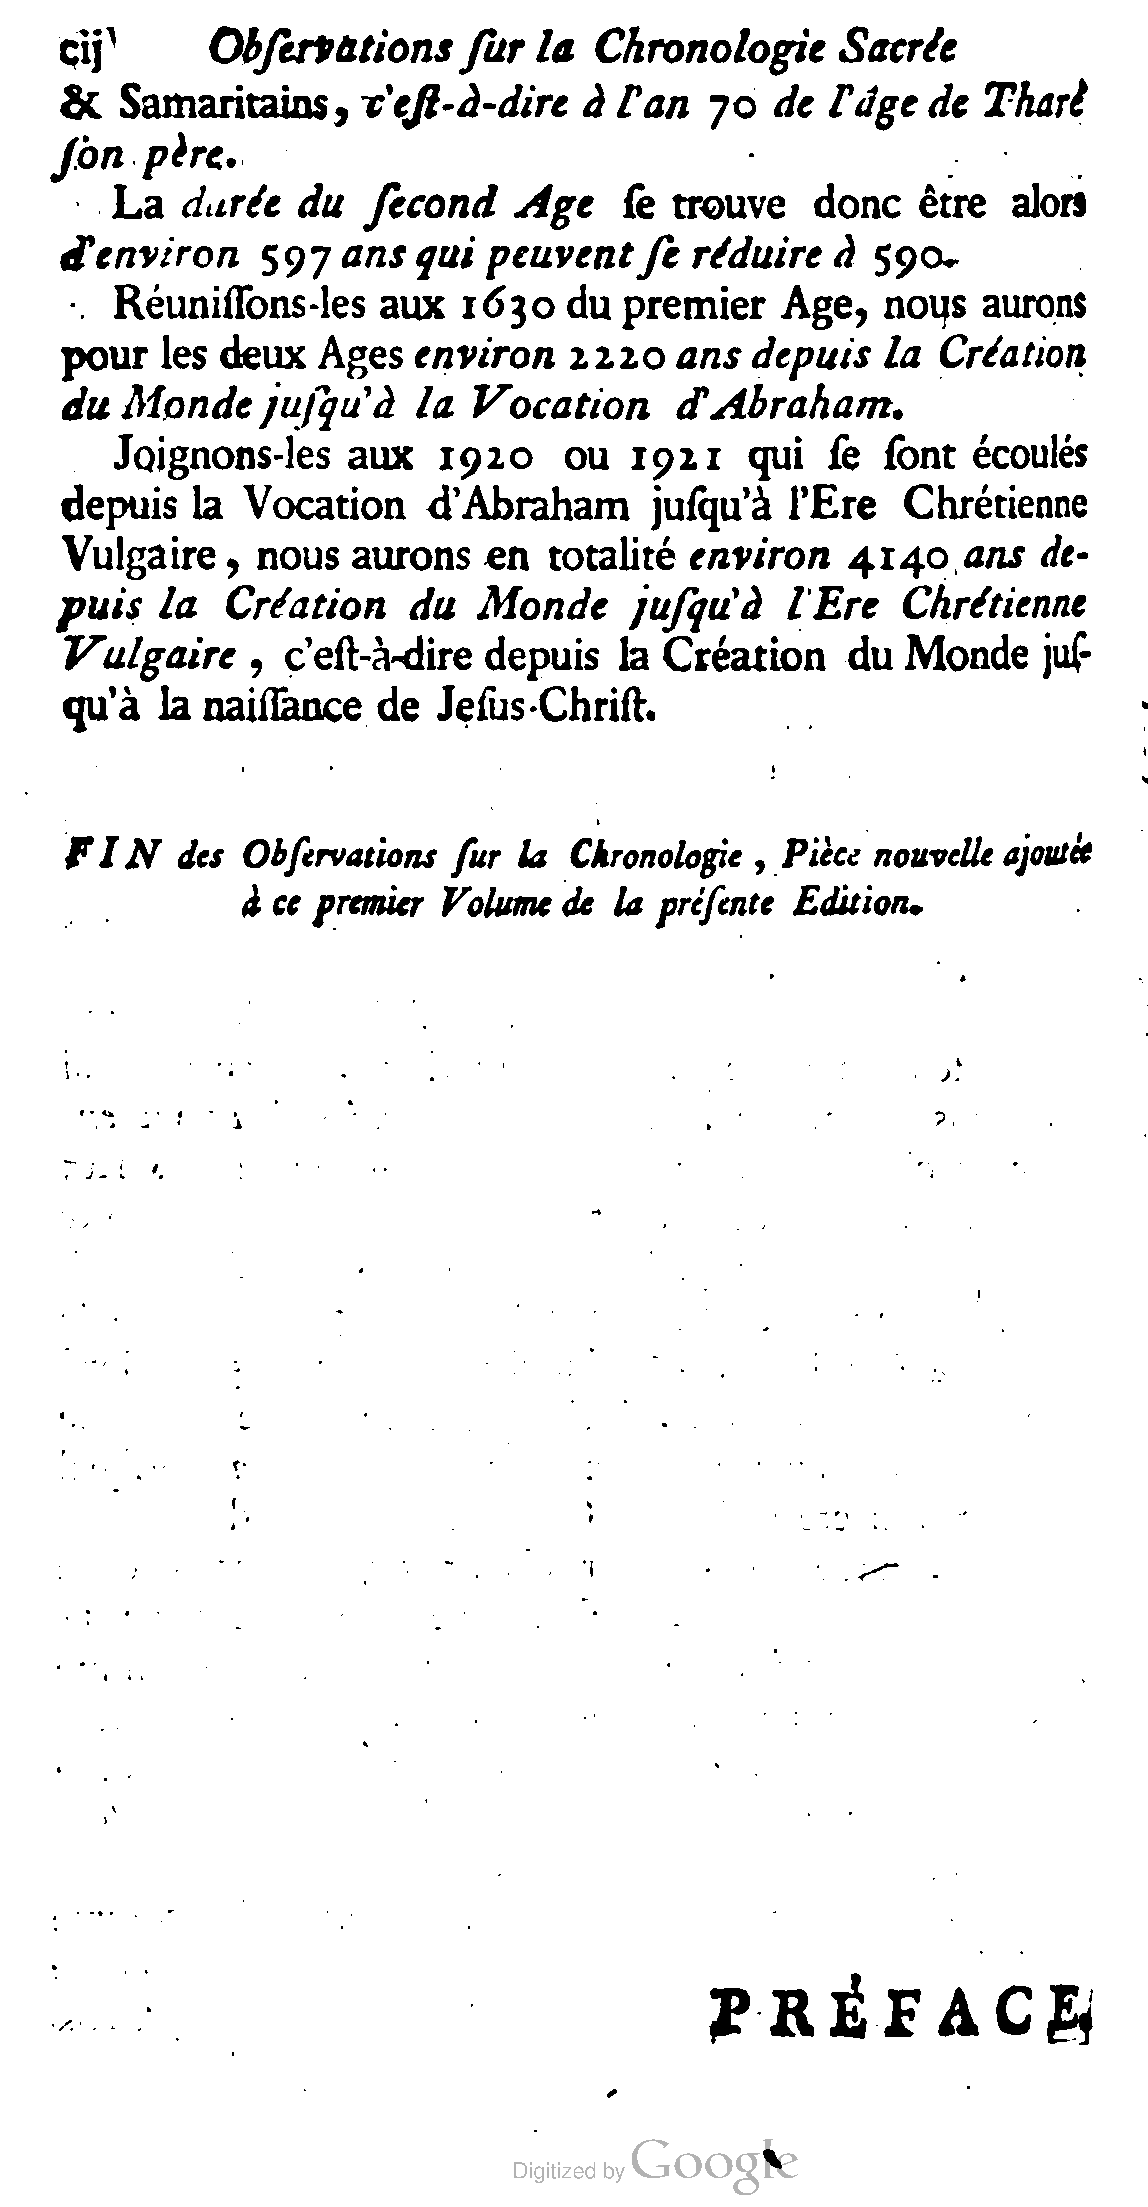 cij Obſervations ſur la Chronologie Sacrée
& Samaritains, c'eſt-à-dire à l'an 70 de l'âge de Tharé
ſon père.
La durée du ſecond Age ſe trouve donc être alors
d'environ 597 ans qui peuvent ſe réduire à 590.
Réuniſſons-les aux 1630 du premier Age, nous aurons
pour les deux Ages environ 2220 ans depuis la Création
du Monde juſqu'à la Vocation d'Abraham.
Joignons-les aux 1920 ou 1921 qui ſe ſont écoulés
depuis la Vocation d'Abraham juſqu'à l'Ere Chrétienne
Vulgaire, nous aurons en totalité environ 4140 ans de-
puis la Création du Monde juſqu'à l'Ere Chrétienne
Vulgaire, c'eſt-à-dire depuis la Création du Monde juſ-
qu'à la naiſſance de Jeſus-Chriſt.
FIN des Obſervations ſur la Chronologie, Pièce nouvelle ajoutée
à ce premier Volume de la préſente Edition.
PRÉFACE
Digitized by Google